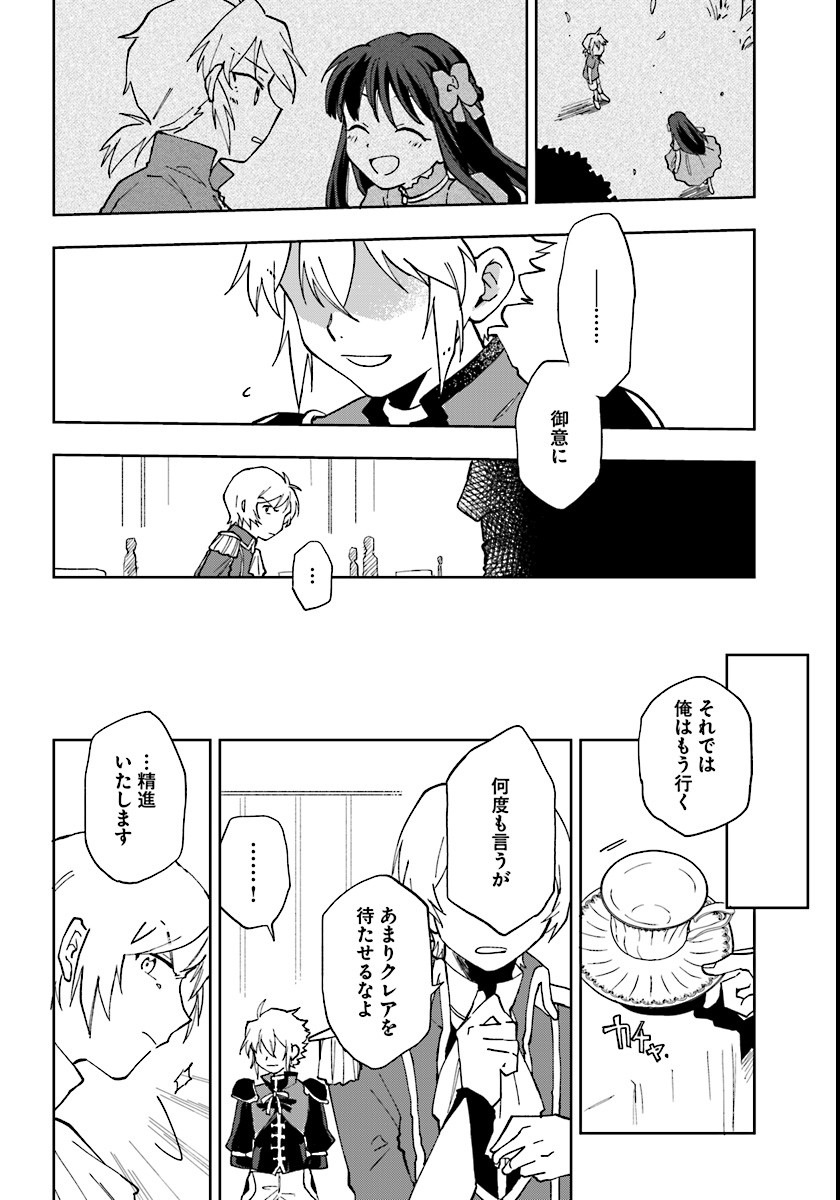 ―……
御意に
…
それでは
俺はもう行く
カチャ
何度も言うが
あまりクレアを
待たせるなよ
……！
…精進
いたします